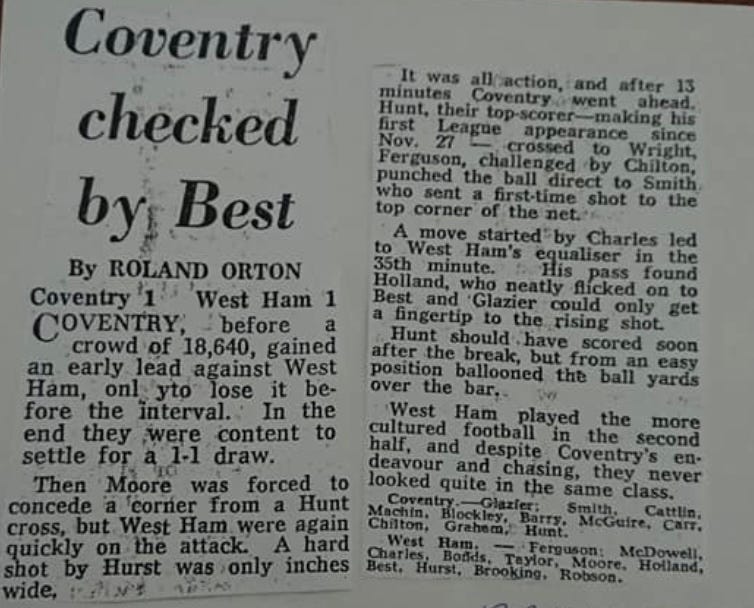 Coventry
checked
by Best
By ROLAND ORTON
Coventry 1 West Ham 1
COVENTRY, before a
crowd of 18,640, gained
an early lead against West
Ham, onl yto lose it be-
fore the interval. In the
end they were content to
settle for a 1-1 draw.
Then Moore was forced to
concede a corner from a Hunt
cross, but West Ham were again
quickly on the attack. A hard
shot by Hurst was only inches
wide,
It was all action, and after 13
minutes Coventry went ahead.
Hunt, their top-scorer—making his
first League appearance since
Nov. 27 — crossed to Wright,
Ferguson, challenged by Chilton,
punched the ball direct to Smith
who sent a first-time shot to the
top corner of the net.
A move started by Charles led
to West Ham's equaliser in the
35th minute. His pass found
Holland, who neatly flicked on to
Best and Glazier could only get
a fingertip to the rising shot.
Hunt should have scored soon
after the break, but from an easy
position ballooned the ball yards
over the bar.
West Ham played the more
cultured football in the second
half, and despite Coventry's en-
deavour and chasing, they never
looked quite in the same class.
Coventry.—Glazier; Smith, Cattlin,
Machin, Blockley, Barry, McGuire, Carr,
Chilton, Graham, Hunt.
West Ham. — Ferguson; McDowell,
Charles, Bonds, Taylor, Moore, Holland,
Best, Hurst, Brooking, Robson.